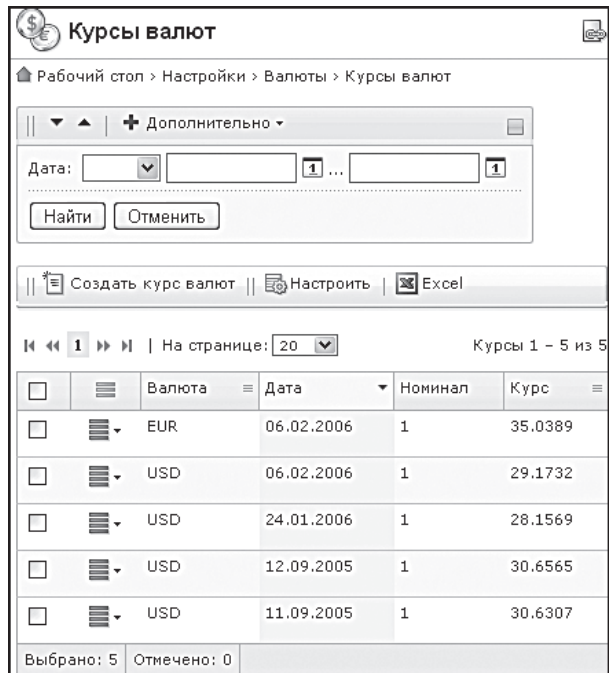 Курсы валют
Рабочий стол > Настройки > Валюты > Курсы валют
Дополнительно
Дата: 1 ... 1
Найти Отменить
Создать курс валют Настроить Excel
1 | На странице: 20 Курсы 1 – 5 из 5
Валюта Дата Номинал Курс
EUR 06.02.2006 1 35.0389
USD 06.02.2006 1 29.1732
USD 24.01.2006 1 28.1569
USD 12.09.2005 1 30.6565
USD 11.09.2005 1 30.6307
Выбрано: 5 Отмечено: 0